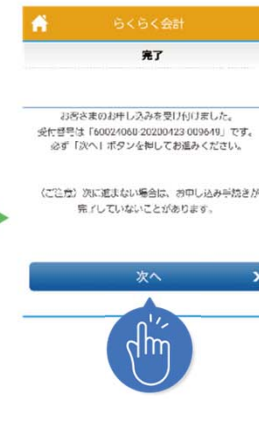 らくらく会計
完了
お客さまのお申し込みを受け付けました。
受付番号は「60024060-20200423-009649」です。
必ず「次へ」ボタンを押してお進みください。
(ご注意) 次に進まない場合は、お申し込み手続きが
完了していないことがあります。
次へ